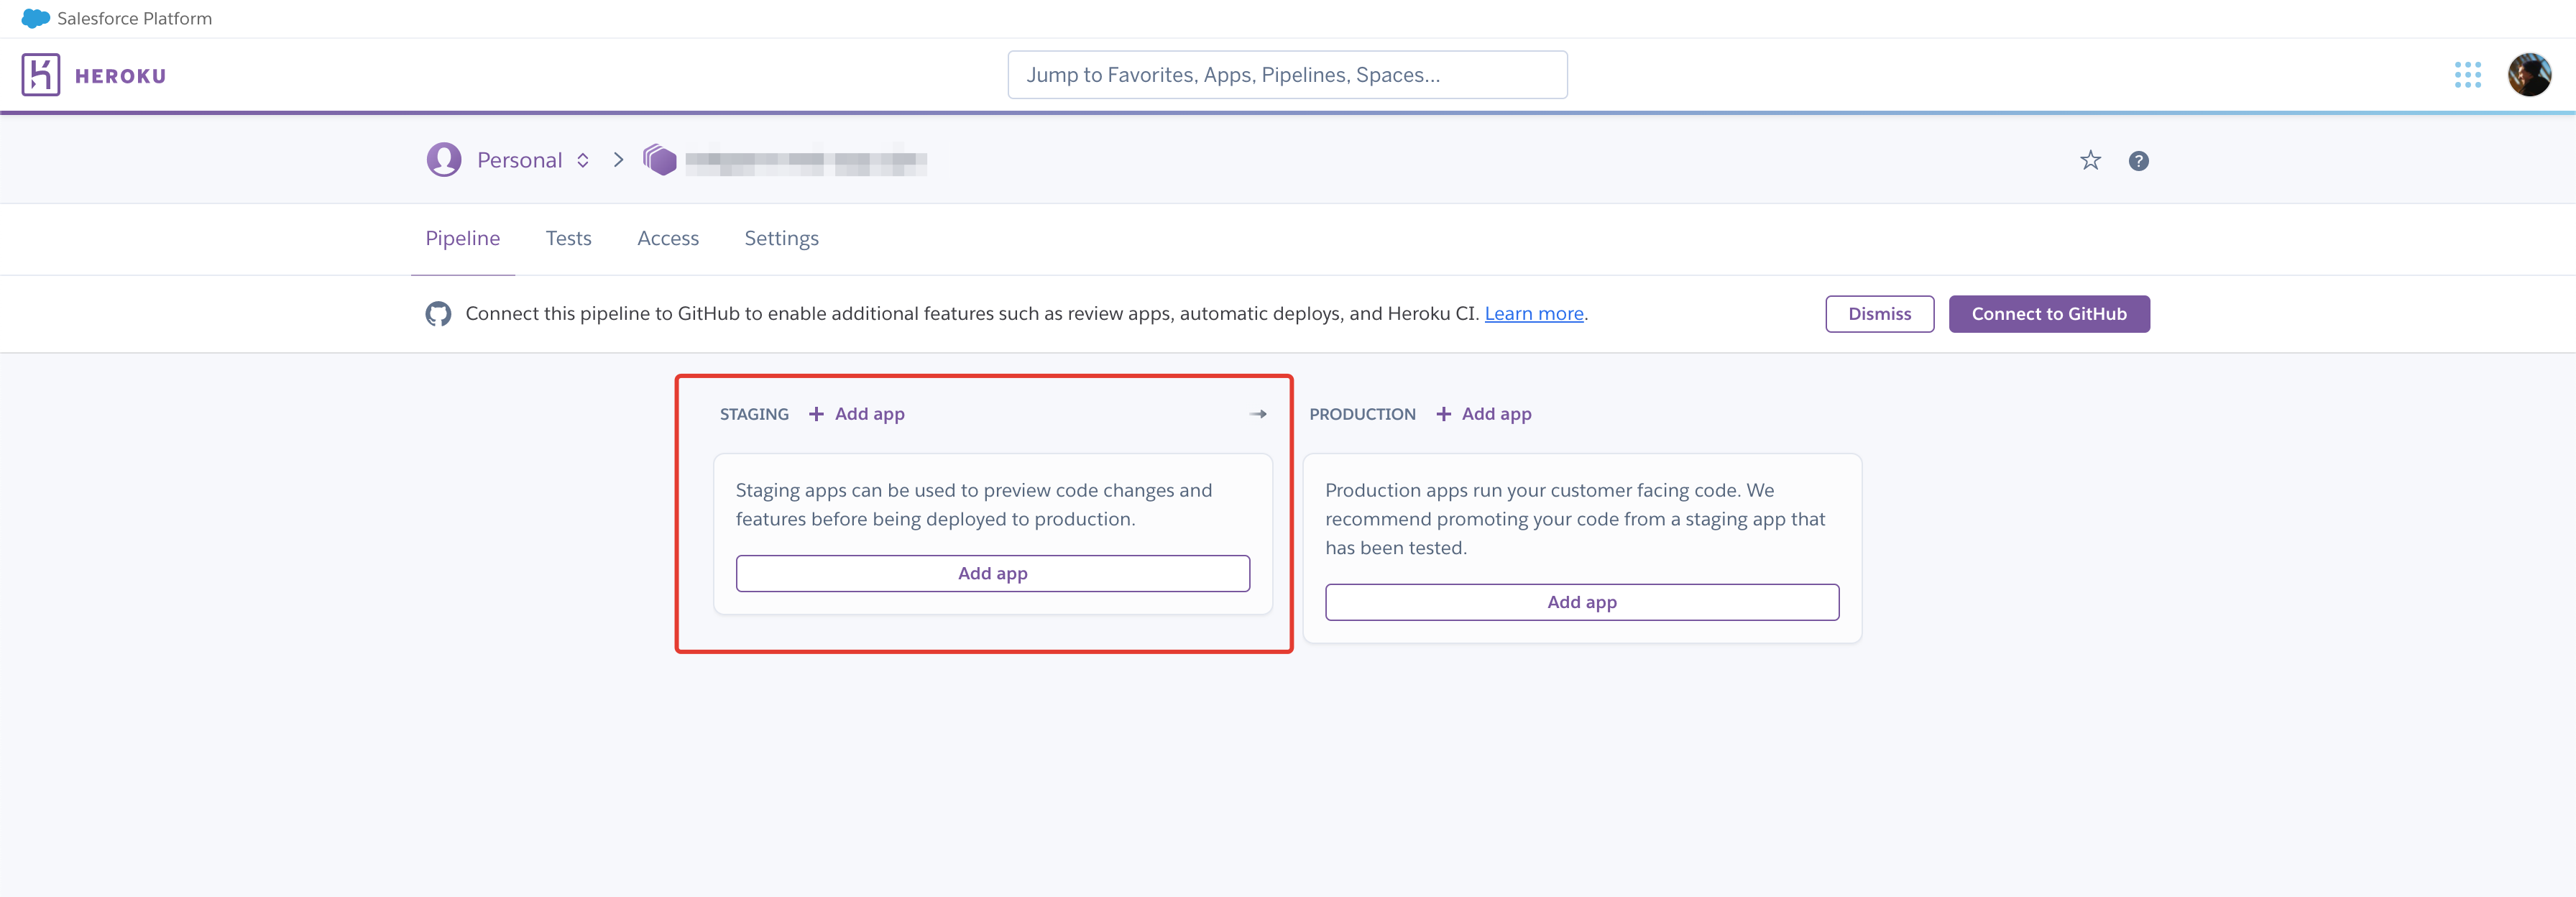 Salesforce Platform
HEROKU
Jump to Favorites, Apps, Pipelines, Spaces...
Personal
Pipeline Tests Access Settings
Connect this pipeline to GitHub to enable additional features such as review apps, automatic deploys, and Heroku CI. Learn more.
Dismiss
Connect to GitHub
STAGING + Add app
Staging apps can be used to preview code changes and
features before being deployed to production.
Add app
PRODUCTION + Add app
Production apps run your customer facing code. We
recommend promoting your code from a staging app that
has been tested.
Add app